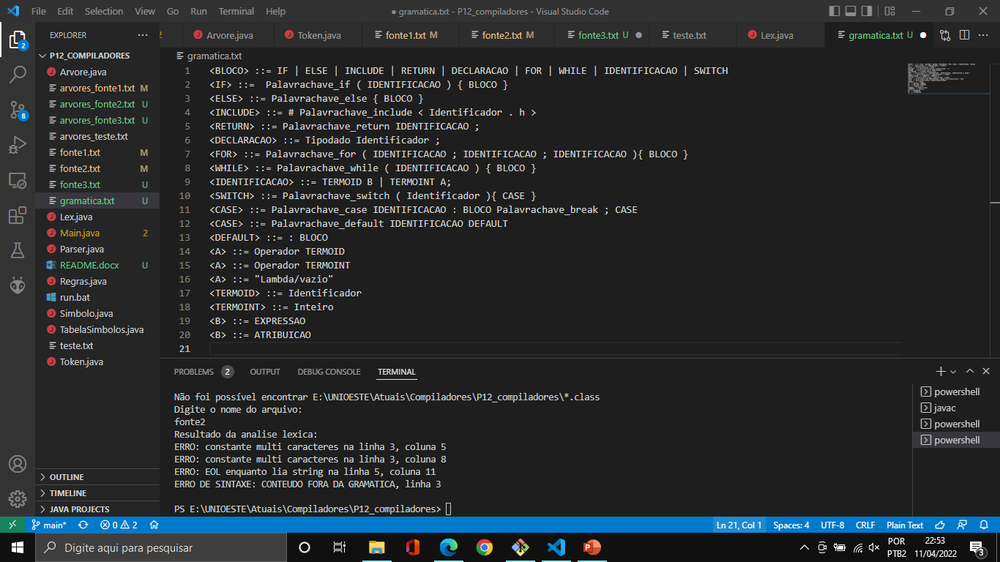 File Edit Selection View Go Run Terminal Help
● gramatica.txt - P12_compiladores - Visual Studio Code
EXPLORER ···
2 Arvore.java Token.java fonte1.txt M fonte2.txt M fonte3.txt U teste.txt Lex.java gramatica.txt U
P12_COMPILADORES
Arvore.java
arvores_fonte1.txt M
arvores_fonte2.txt U
arvores_fonte3.txt U
arvores_teste.txt
fonte1.txt M
fonte2.txt M
fonte3.txt U
gramatica.txt U
Lex.java
Main.java 2
Parser.java
README.docx U
Regras.java
run.bat
Simbolo.java
TabelaSimbolos.java
teste.txt
Token.java
OUTLINE
TIMELINE
JAVA PROJECTS
2
8
gramatica.txt
1 <BLOCO> ::= IF | ELSE | INCLUDE | RETURN | DECLARACAO | FOR | WHILE | IDENTIFICACAO | SWITCH
2 <IF> ::=  Palavrachave_if ( IDENTIFICACAO ) { BLOCO }
3 <ELSE> ::= Palavrachave_else { BLOCO }
4 <INCLUDE> ::= # Palavrachave_include < Identificador . h >
5 <RETURN> ::= Palavrachave_return IDENTIFICACAO ;
6 <DECLARACAO> ::= Tipodado Identificador ;
7 <FOR> ::= Palavrachave_for ( IDENTIFICACAO ; IDENTIFICACAO ; IDENTIFICACAO ){ BLOCO }
8 <WHILE> ::= Palavrachave_while ( IDENTIFICACAO ) { BLOCO }
9 <IDENTIFICACAO> ::= TERMOID B | TERMOINT A;
10 <SWITCH> ::= Palavrachave_switch ( Identificador ){ CASE }
11 <CASE> ::= Palavrachave_case IDENTIFICACAO : BLOCO Palavrachave_break ; CASE
12 <CASE> ::= Palavrachave_default IDENTIFICACAO DEFAULT
13 <DEFAULT> ::= : BLOCO
14 <A> ::= Operador TERMOID
15 <A> ::= Operador TERMOINT
16 <A> ::= "Lambda/vazio"
17 <TERMOID> ::= Identificador
18 <TERMOINT> ::= Inteiro
19 <B> ::= EXPRESSAO
20 <B> ::= ATRIBUICAO
21
PROBLEMS 2 OUTPUT DEBUG CONSOLE TERMINAL
Não foi possível encontrar E:\UNIOESTE\Atuais\Compiladores\P12_compiladores\*.class
Digite o nome do arquivo:
fonte2
Resultado da analise lexica:
ERRO: constante multi caracteres na linha 3, coluna 5
ERRO: constante multi caracteres na linha 3, coluna 8
ERRO: EOL enquanto lia string na linha 5, coluna 11
ERRO DE SINTAXE: CONTEUDO FORA DA GRAMATICA, linha 3
PS E:\UNIOESTE\Atuais\Compiladores\P12_compiladores>
powershell
javac
powershell
powershell
main* 0 2
Ln 21, Col 1 Spaces: 4 UTF-8 CRLF Plain Text
Digite aqui para pesquisar
POR
PTB2
22:53
11/04/2022
3